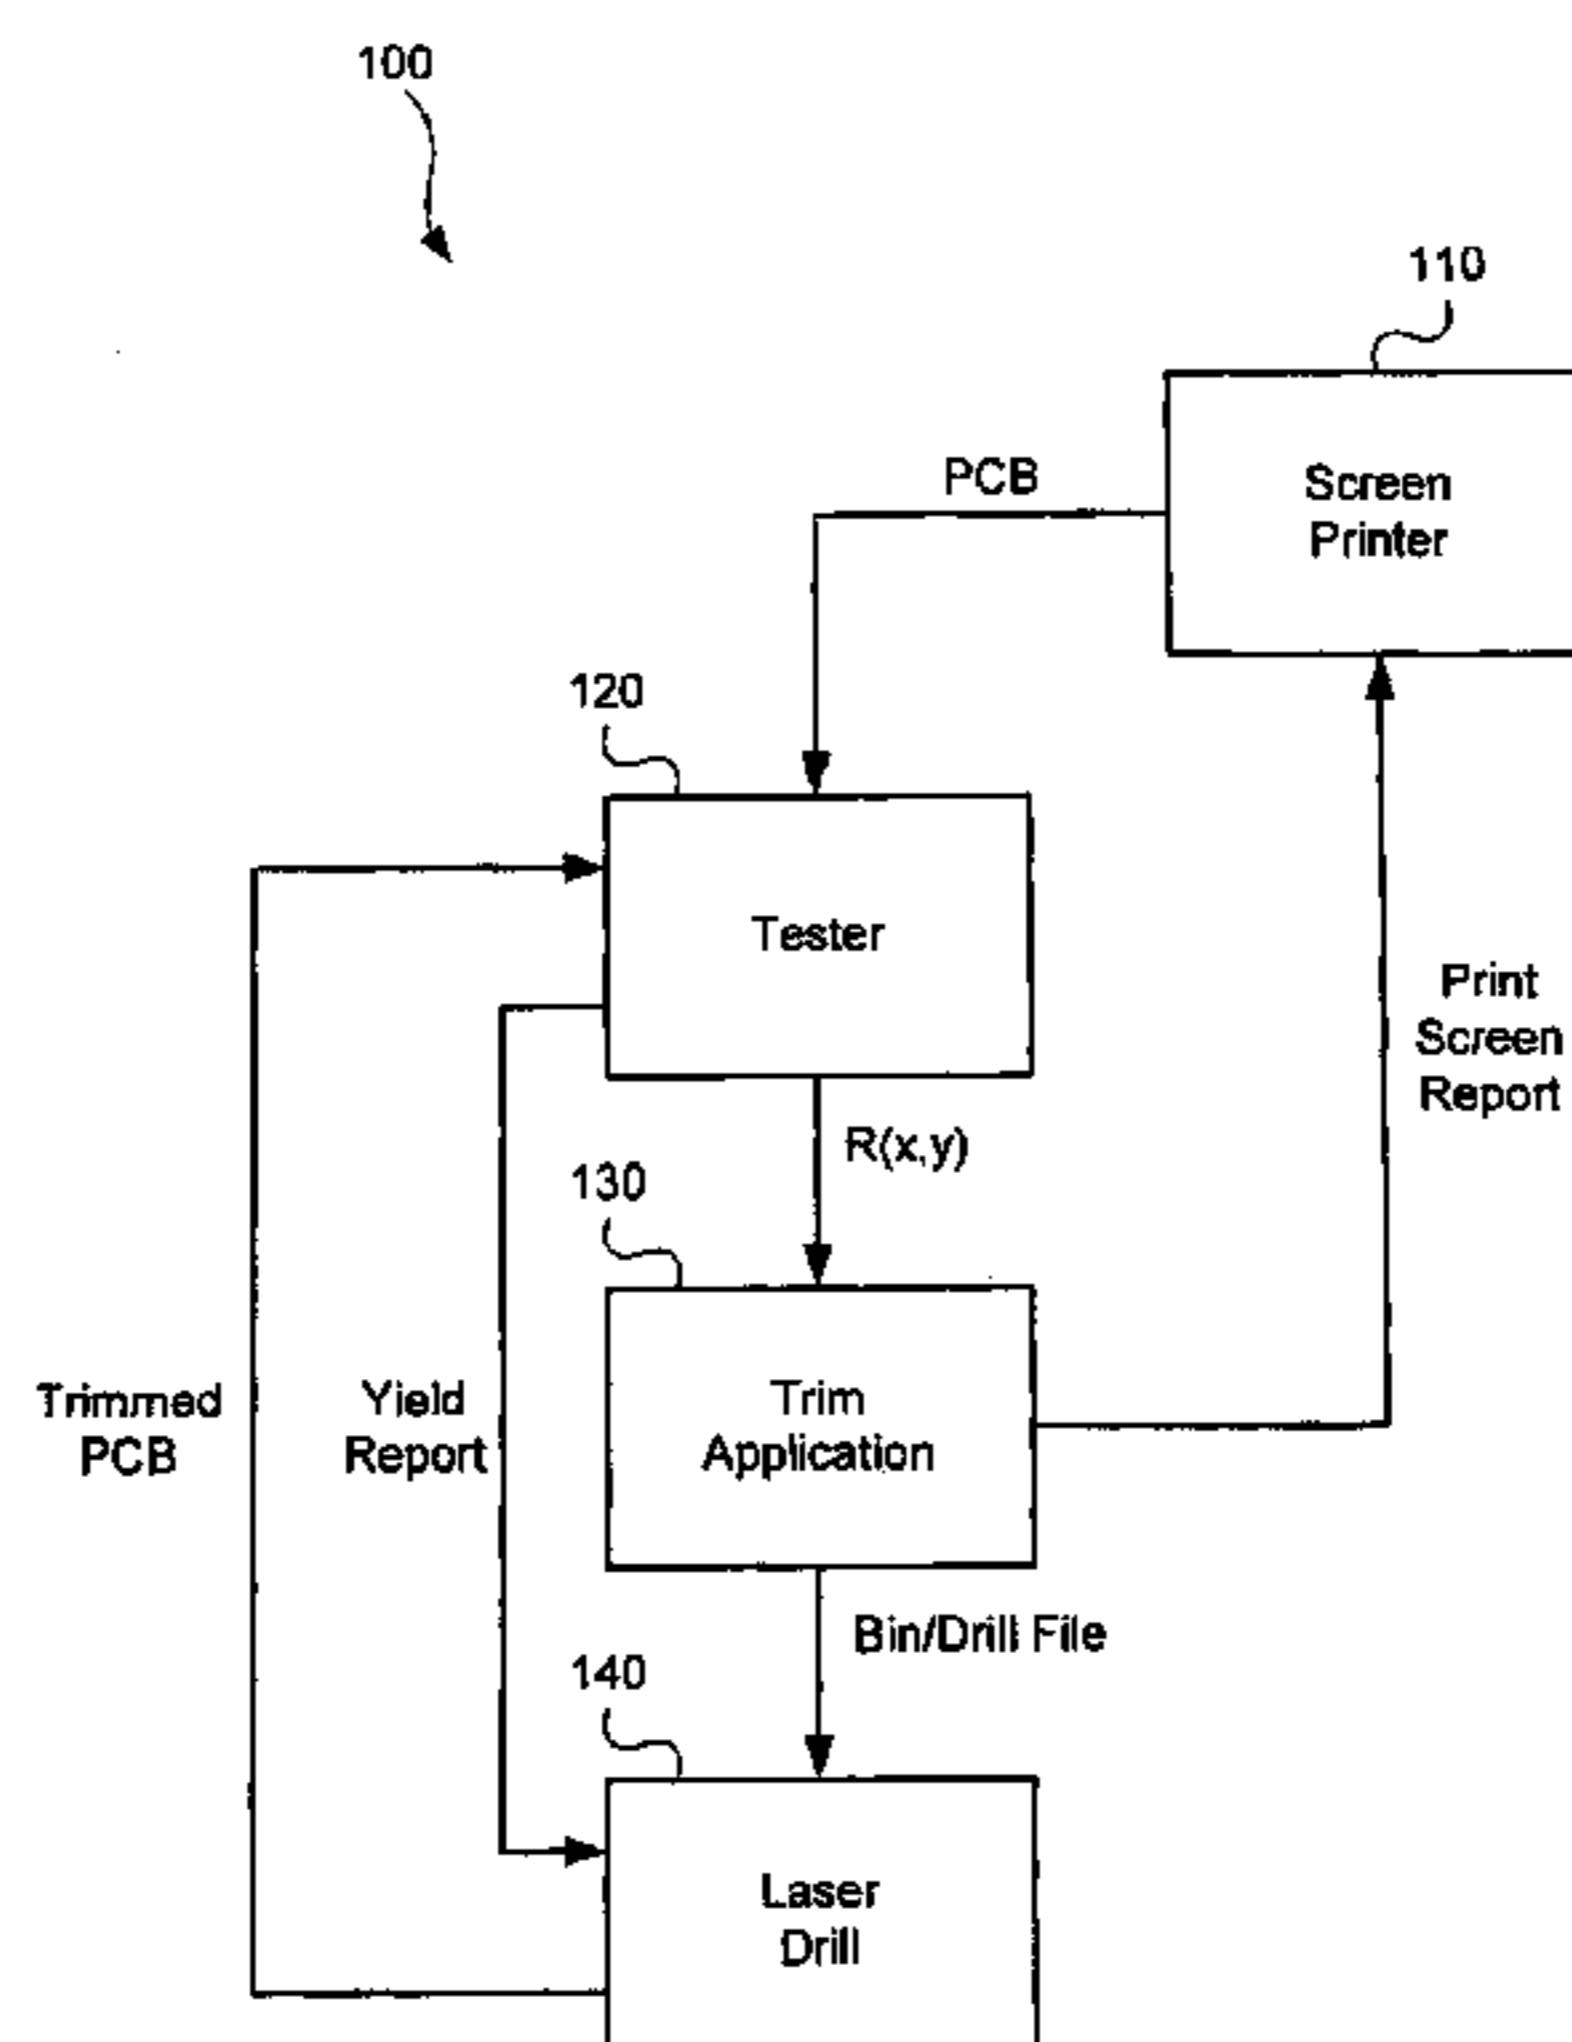 100
110
PCB
Screen
Printer
120
Tester
Print
Screen
Report
R(x,y)
130
Trimmed
PCB
Yield
Report
Trim
Application
Bin/Drill File
140
Laser
Drill